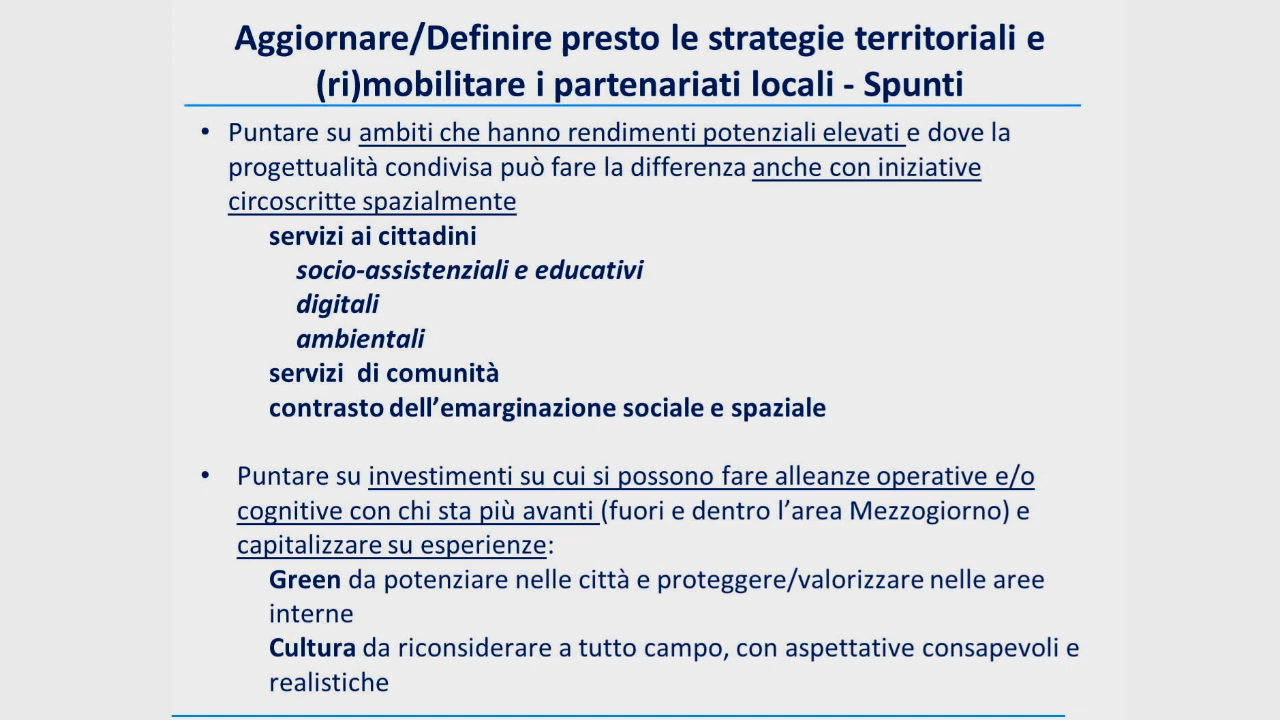 Aggiornare/Definire presto le strategie territoriali e
(ri)mobilitare i partenariati locali - Spunti
• Puntare su ambiti che hanno rendimenti potenziali elevati e dove la
progettualità condivisa può fare la differenza anche con iniziative
circoscritte spazialmente
servizi ai cittadini
socio-assistenziali e educativi
digitali
ambientali
servizi  di comunità
contrasto dell’emarginazione sociale e spaziale
• Puntare su investimenti su cui si possono fare alleanze operative e/o
cognitive con chi sta più avanti (fuori e dentro l’area Mezzogiorno) e
capitalizzare su esperienze:
Green da potenziare nelle città e proteggere/valorizzare nelle aree
interne
Cultura da riconsiderare a tutto campo, con aspettative consapevoli e
realistiche